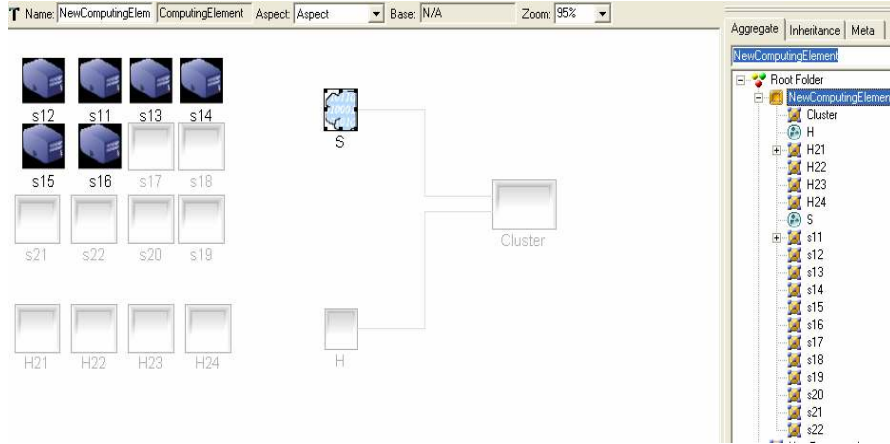 Name: NewComputingElem ComputingElement Aspect: Aspect Base: N/A Zoom: 95%
Aggregate Inheritance Meta
NewComputingElement
s12 s11 s13 s14
s15 s16 s17 s18
s21 s22 s20 s19
H21 H22 H23 H24
S
Cluster
H
Root Folder
NewComputingElement
Cluster
H
H21
H22
H23
H24
S
s11
s12
s13
s14
s15
s16
s17
s18
s19
s20
s21
s22